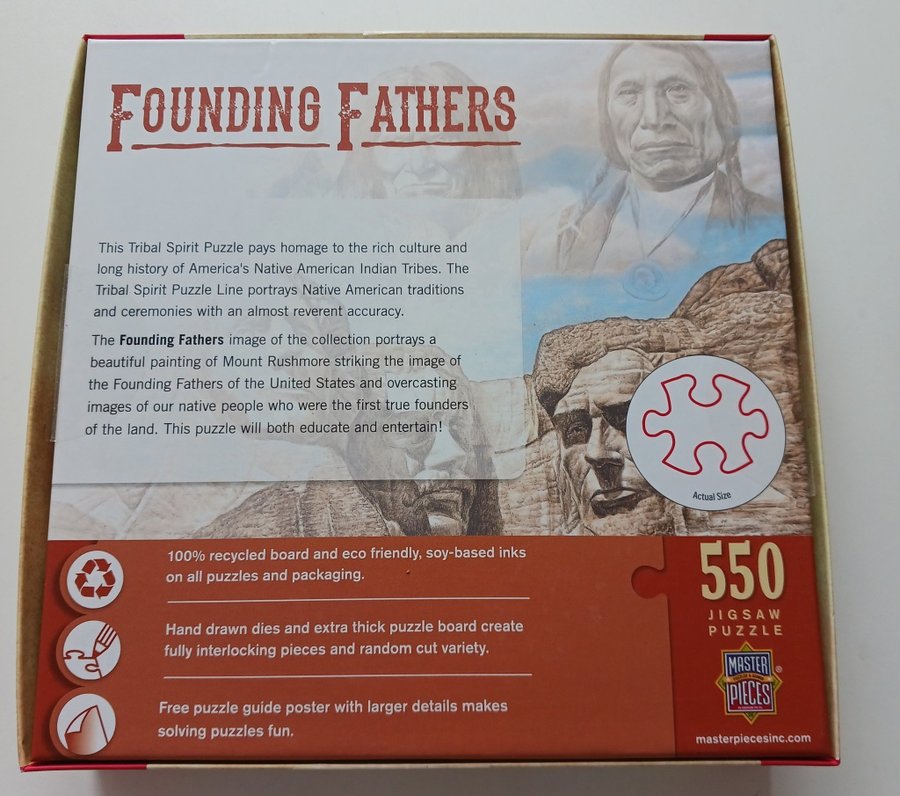 FOUNDING FATHERS
This Tribal Spirit Puzzle pays homage to the rich culture and
long history of America's Native American Indian Tribes. The
Tribal Spirit Puzzle Line portrays Native American traditions
and ceremonies with an almost reverent accuracy.
The Founding Fathers image of the collection portrays a
beautiful painting of Mount Rushmore striking the image of
the Founding Fathers of the United States and overcasting
images of our native people who were the first true founders
of the land. This puzzle will both educate and entertain!
Actual Size
100% recycled board and eco friendly, soy-based inks
on all puzzles and packaging.
Hand drawn dies and extra thick puzzle board create
fully interlocking pieces and random cut variety.
Free puzzle guide poster with larger details makes
solving puzzles fun.
550
JIGSAW
PUZZLE
MASTER
PIECES
®
masterpiecesinc.com